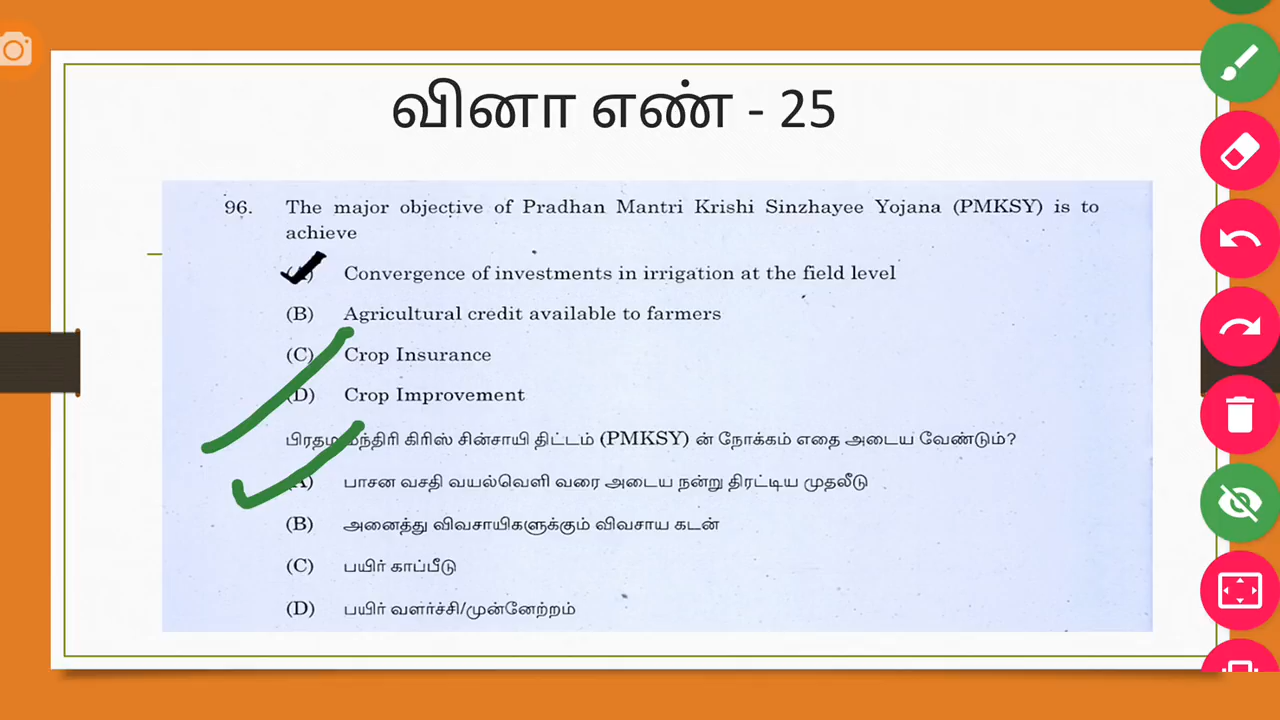 வினா எண் - 25
96. The major objective of Pradhan Mantri Krishi Sinzhayee Yojana (PMKSY) is to
achieve
Convergence of investments in irrigation at the field level
(B) Agricultural credit available to farmers
(C) Crop Insurance
(D) Crop Improvement
பிரதம மந்திரி கிரிஸ் சின்சாயி திட்டம் (PMKSY) ன் நோக்கம் எதை அடைய வேண்டும்?
(A) பாசன வசதி வயல்வெளி வரை அடைய நன்று திரட்டிய முதலீடு
(B) அனைத்து விவசாயிகளுக்கும் விவசாய கடன்
(C) பயிர் காப்பீடு
(D) பயிர் வளர்ச்சி/முன்னேற்றம்